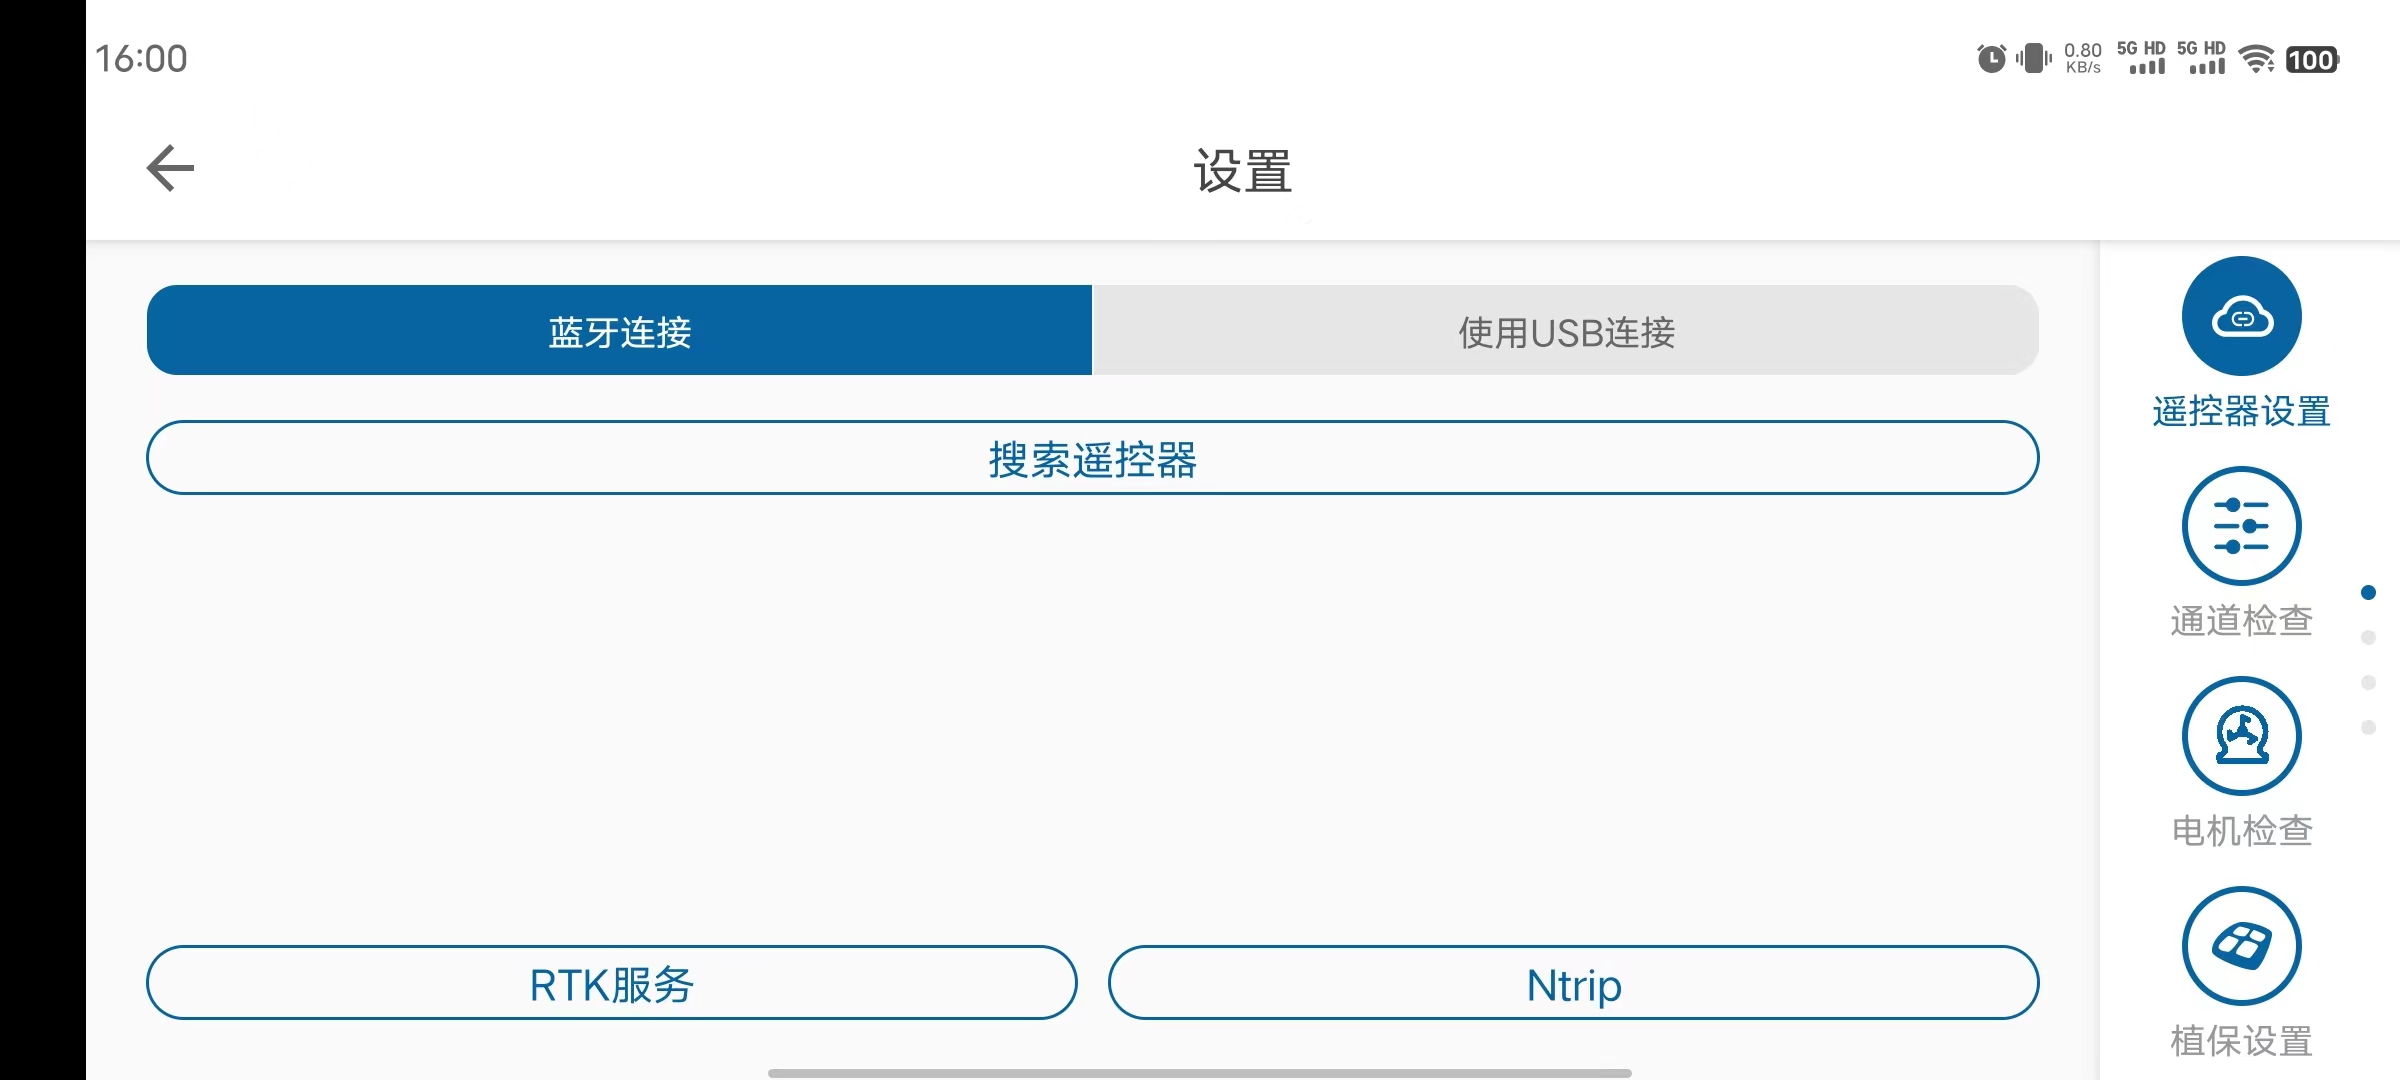 16:00
0.80
KB/s
5G HD
5G HD
100
设置
蓝牙连接
使用USB连接
搜索遥控器
RTK服务
Ntrip
遥控器设置
通道检查
电机检查
植保设置